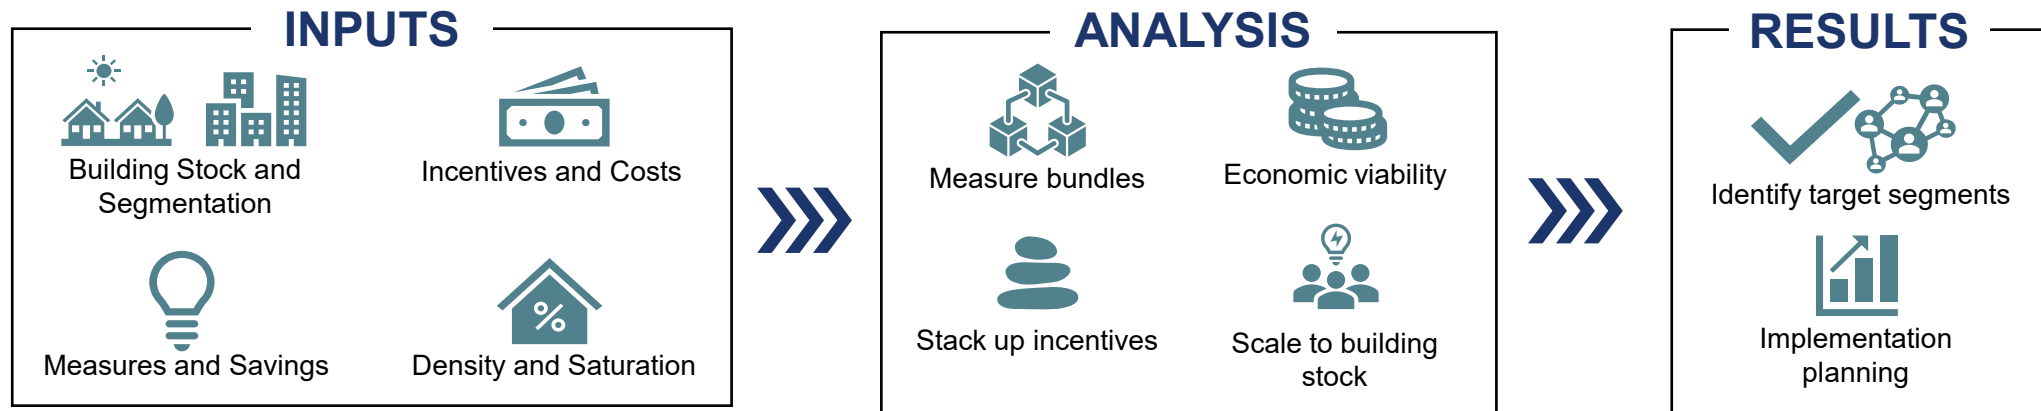 INPUTS
Building Stock and
Segmentation
Incentives and Costs
Measures and Savings
Density and Saturation
%
ANALYSIS
Measure bundles
Economic viability
Stack up incentives
Scale to building
stock
RESULTS
Identify target segments
Implementation
planning